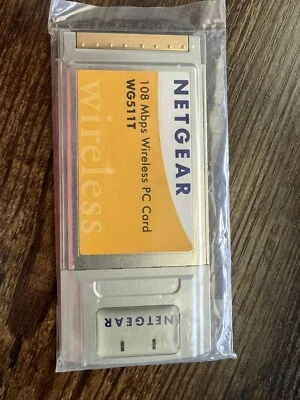 NETGEAR
108 Mbps Wireless PC Card
WG511T
wireless
NETGEAR